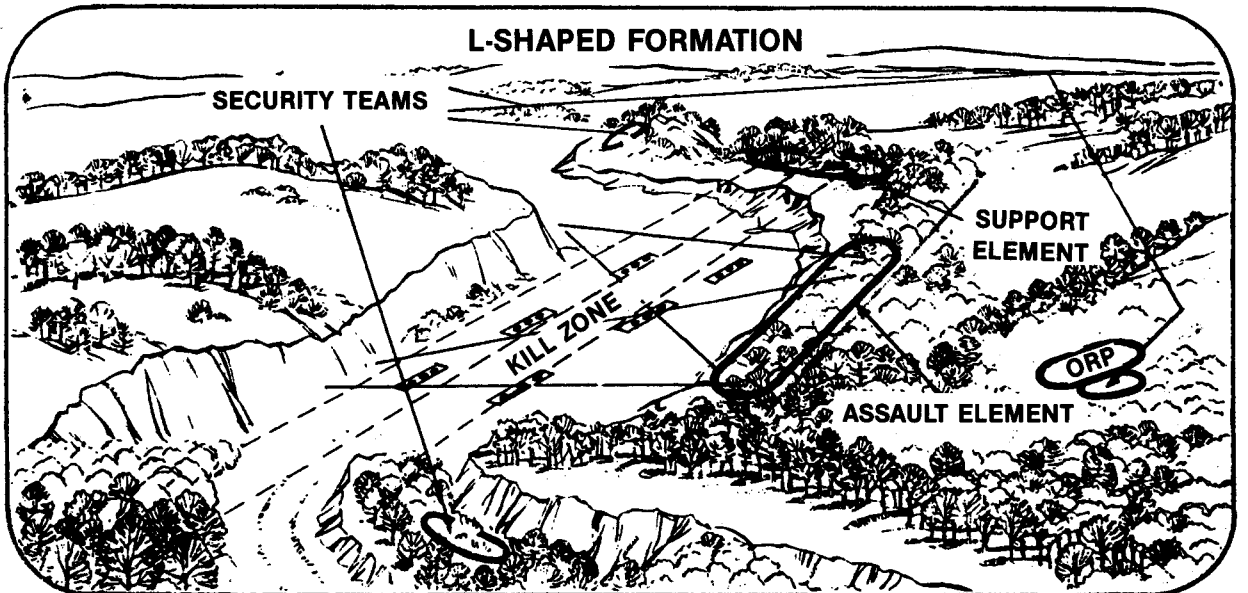 L-SHAPED FORMATION
SECURITY TEAMS
SUPPORT
ELEMENT
KILL ZONE
ORP
ASSAULT ELEMENT